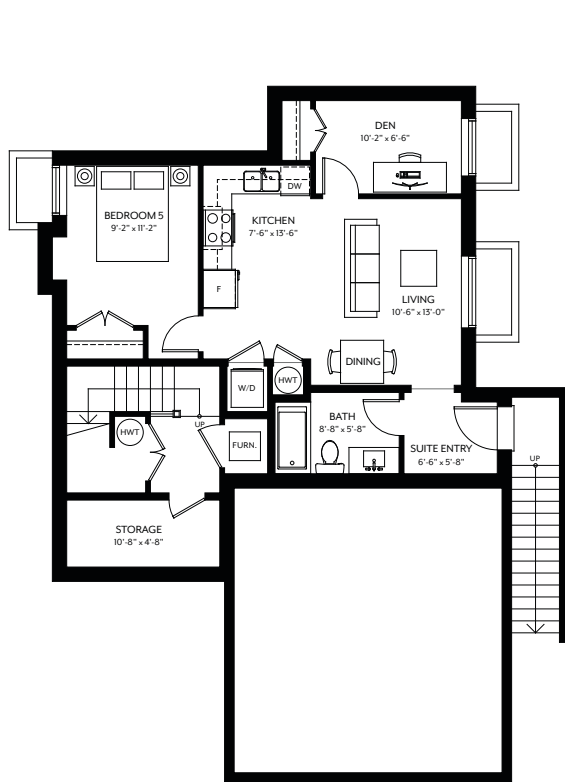 DEN
10'-2" x 6'-6"
DW
BEDROOM 5
9'-2" x 11'-2"
KITCHEN
7'-6" x 13'-6"
F
LIVING
10'-6" x 13'-0"
DINING
W/D
HWT
BATH
8'-8" x 5'-8"
UP
HWT
FURN.
SUITE ENTRY
6'-6" x 5'-8"
UP
STORAGE
10'-8" x 4'-8"